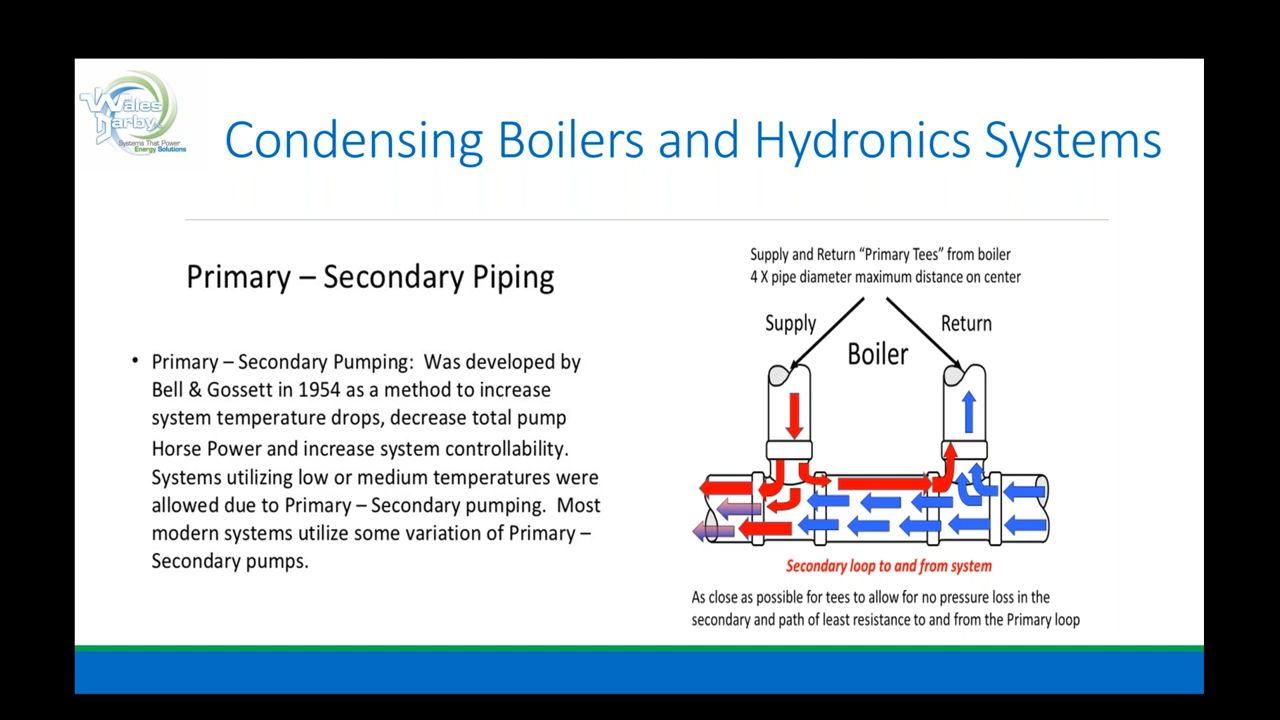 Wales
Darby
Systems That Power
Energy Solutions
Condensing Boilers and Hydronics Systems
Primary – Secondary Piping
• Primary – Secondary Pumping: Was developed by
Bell & Gossett in 1954 as a method to increase
system temperature drops, decrease total pump
Horse Power and increase system controllability.
Systems utilizing low or medium temperatures were
allowed due to Primary – Secondary pumping. Most
modern systems utilize some variation of Primary –
Secondary pumps.
Supply and Return “Primary Tees” from boiler
4 X pipe diameter maximum distance on center
Supply
Return
Boiler
Secondary loop to and from system
As close as possible for tees to allow for no pressure loss in the
secondary and path of least resistance to and from the Primary loop